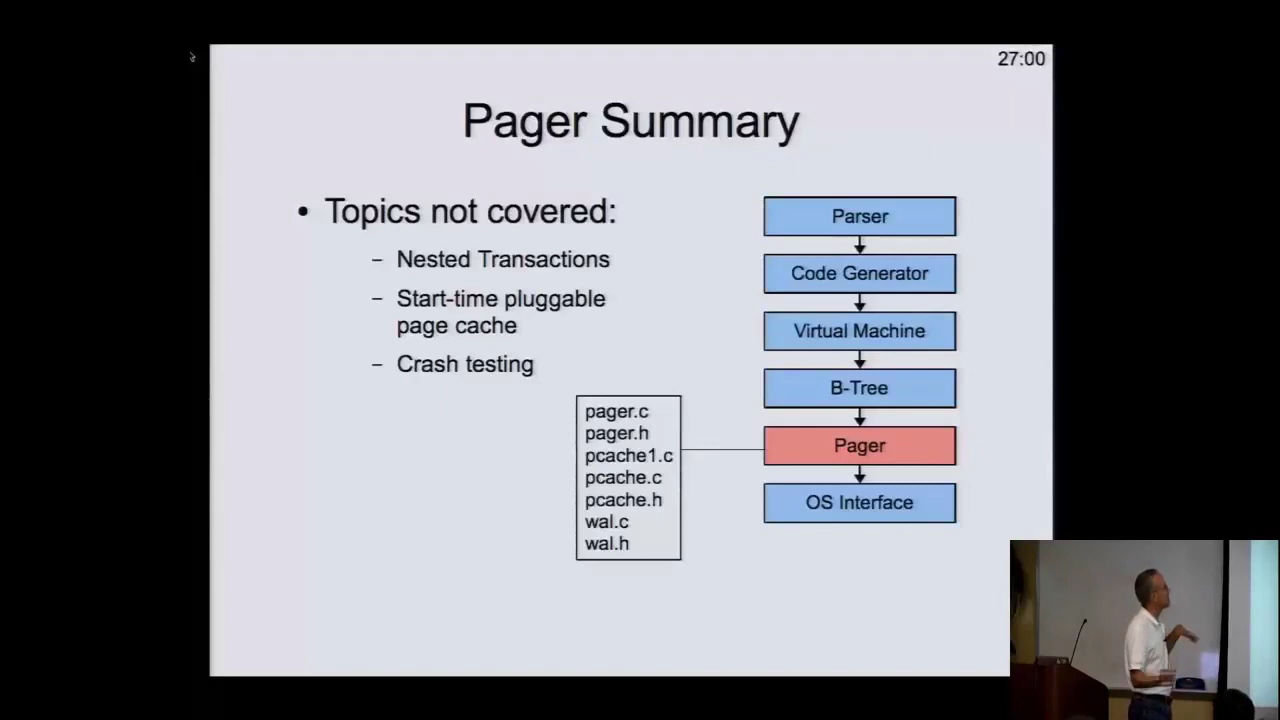 27:00
Pager Summary
• Topics not covered:
– Nested Transactions
– Start-time pluggable
page cache
– Crash testing
Parser
Code Generator
Virtual Machine
B-Tree
Pager
OS Interface
pager.c
pager.h
pcache1.c
pcache.c
pcache.h
wal.c
wal.h